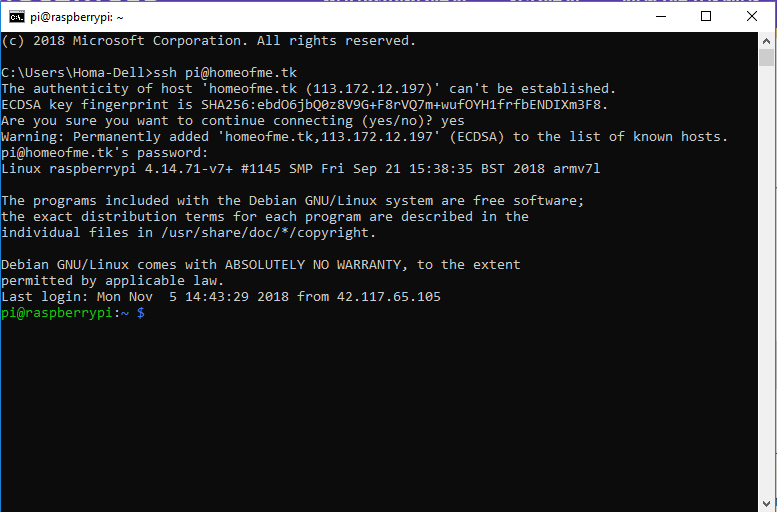 pi@raspberrypi: ~
(c) 2018 Microsoft Corporation. All rights reserved.
C:\Users\Homa-Dell>ssh pi@homeofme.tk
The authenticity of host 'homeofme.tk (113.172.12.197)' can't be established.
ECDSA key fingerprint is SHA256:ebdO6jbQ0z8V9G+F8rVQ7m+wufOYH1frfbENDIXm3F8.
Are you sure you want to continue connecting (yes/no)? yes
Warning: Permanently added 'homeofme.tk,113.172.12.197' (ECDSA) to the list of known hosts.
pi@homeofme.tk's password:
Linux raspberrypi 4.14.71-v7+ #1145 SMP Fri Sep 21 15:38:35 BST 2018 armv7l
The programs included with the Debian GNU/Linux system are free software;
the exact distribution terms for each program are described in the
individual files in /usr/share/doc/*/copyright.
Debian GNU/Linux comes with ABSOLUTELY NO WARRANTY, to the extent
permitted by applicable law.
Last login: Mon Nov  5 14:43:29 2018 from 42.117.65.105
pi@raspberrypi:~ $